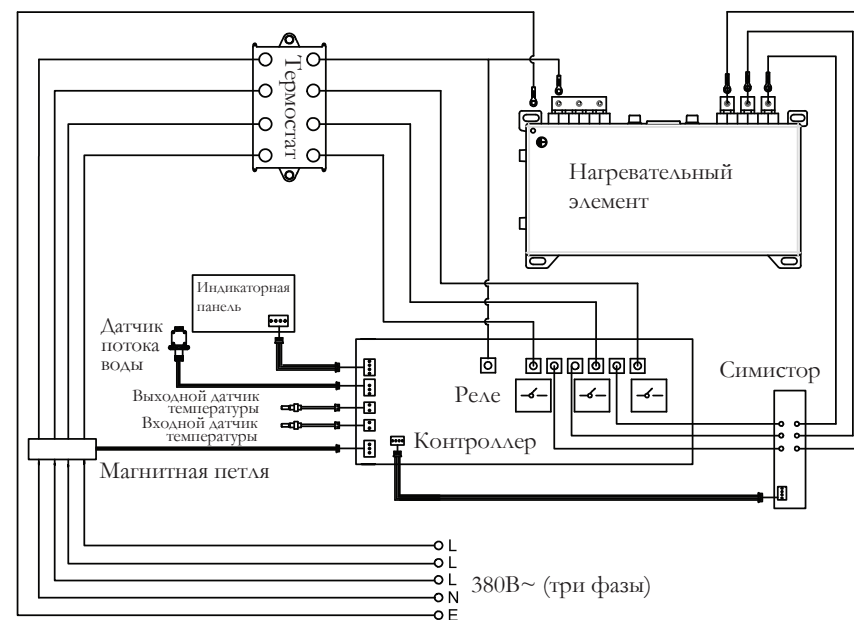 Термостат
Нагревательный
элемент
Индикаторная
панель
Датчик
потока
воды
Выходной датчик
температуры
Входной датчик
температуры
Реле
Симистор
Контроллер
Магнитная петля
L
L
L
380В~ (три фазы)
N
E